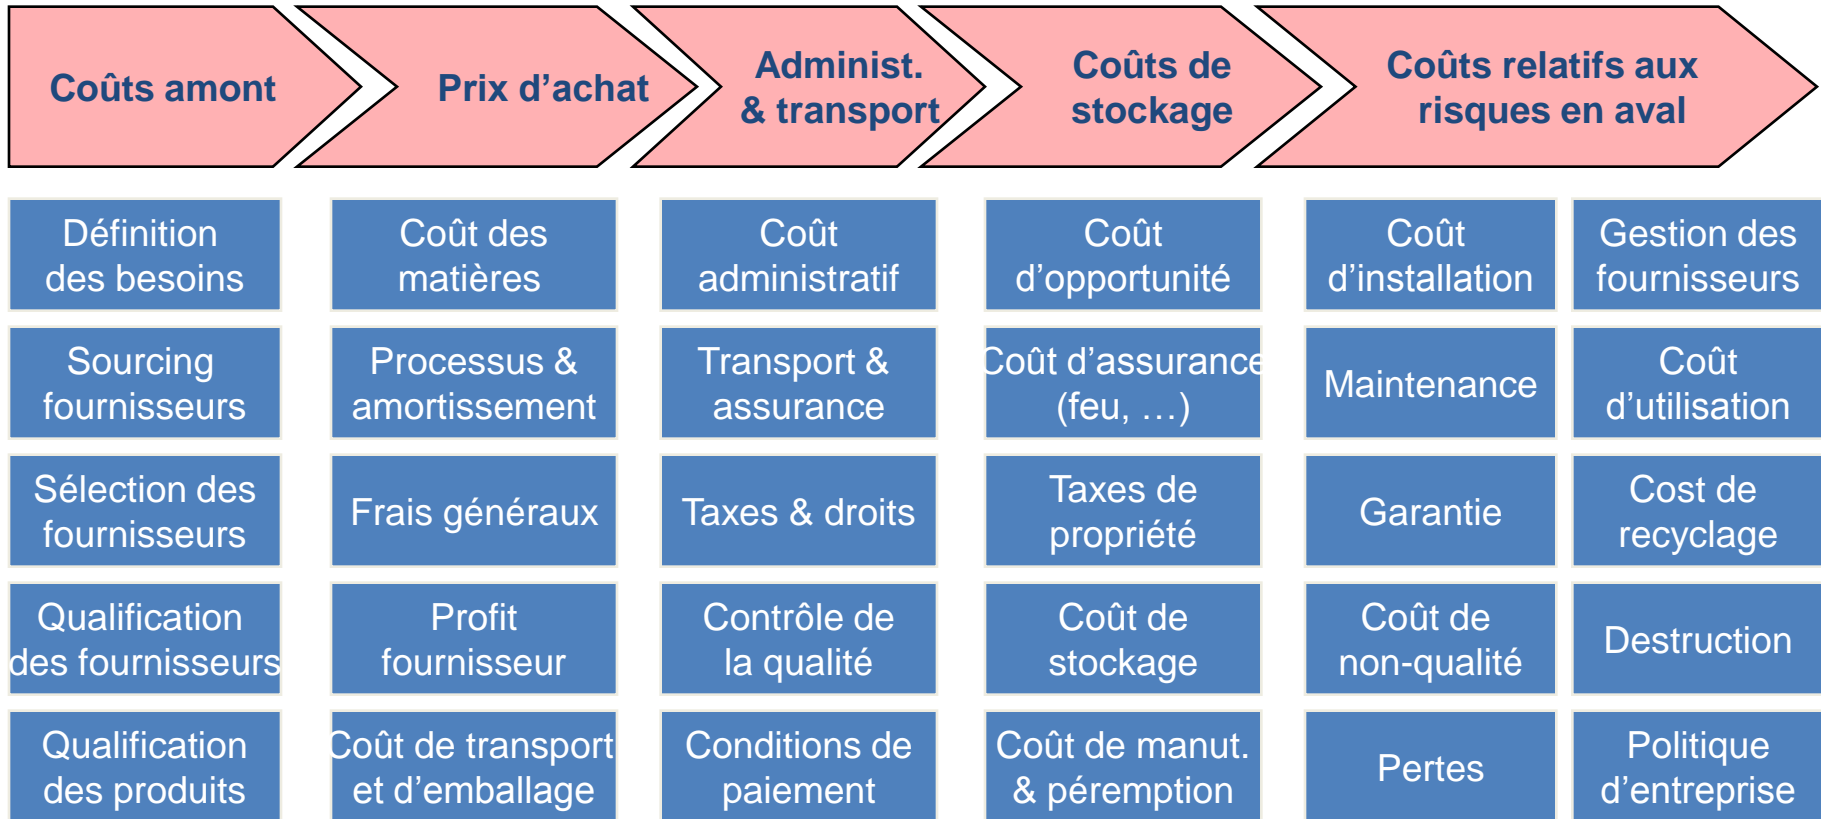 Coûts amont
Prix d’achat
Administ.
& transport
Coûts de
stockage
Coûts relatifs aux
risques en aval
Définition
des besoins
Coût des
matières
Coût
administratif
Coût
d’opportunité
Coût
d’installation
Gestion des
fournisseurs
Sourcing
fournisseurs
Processus &
amortissement
Transport &
assurance
Coût d’assurance
(feu, …)
Maintenance
Coût
d’utilisation
Sélection des
fournisseurs
Frais généraux
Taxes & droits
Taxes de
propriété
Garantie
Cost de
recyclage
Qualification
des fournisseurs
Profit
fournisseur
Contrôle de
la qualité
Coût de
stockage
Coût de
non-qualité
Destruction
Qualification
des produits
Coût de transport
et d’emballage
Conditions de
paiement
Coût de manut.
& péremption
Pertes
Politique
d’entreprise